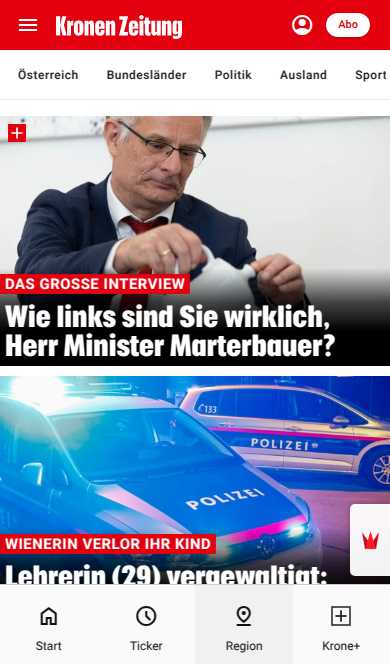 Kronen Zeitung
Abo
Österreich Bundesländer Politik Ausland Sport
DAS GROSSE INTERVIEW
Wie links sind Sie wirklich,
Herr Minister Marterbauer?
133
POLIZEI
POLIZEI
WIENERIN VERLOR IHR KIND
Lehrerin (29) vergewaltigt:
Start Ticker Region Krone+